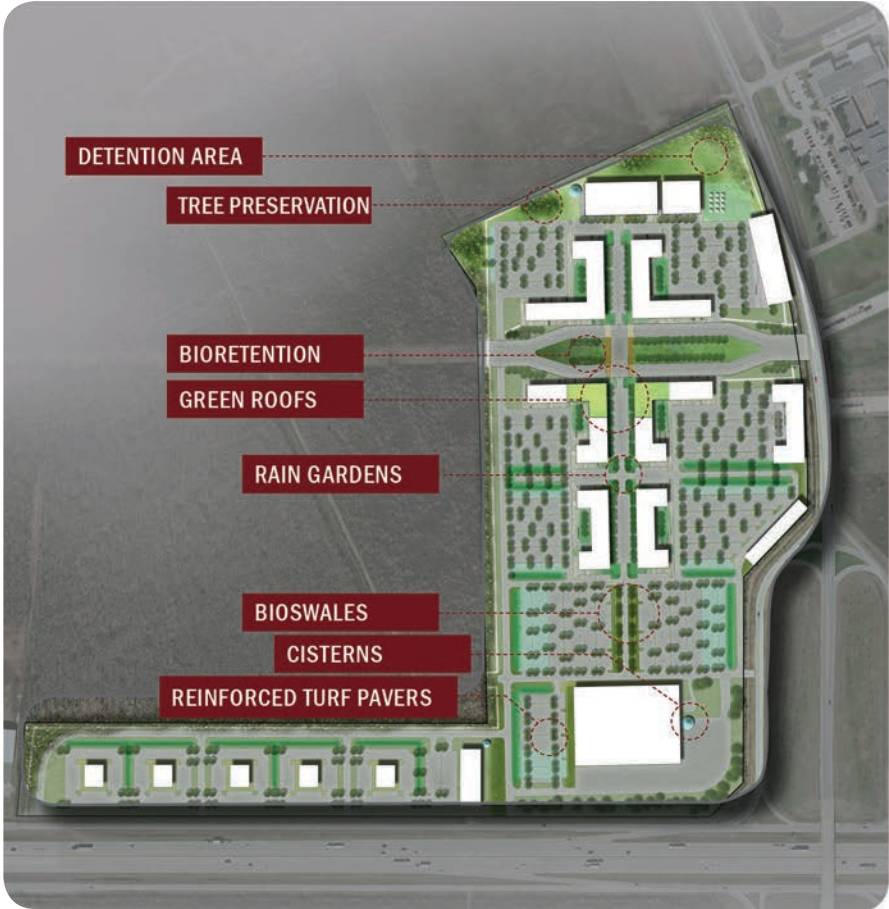 DETENTION AREA
TREE PRESERVATION
BIORETENTION
GREEN ROOFS
RAIN GARDENS
BIOSWALES
CISTERNS
REINFORCED TURF PAVERS